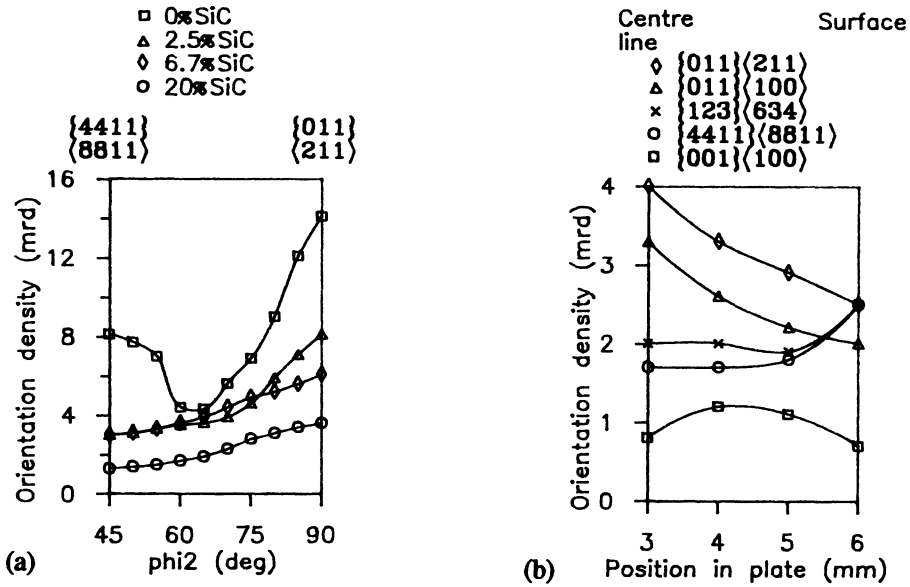 0% SiC
2.5% SiC
6.7% SiC
20% SiC
{4411}
⟨8811⟩
{011}
⟨211⟩
16
12
8
4
0
Orientation density (mrd)
45 60 75 90
phi2 (deg)
(a)
Centre line
Surface
{011}⟨211⟩
{011}⟨100⟩
{123}⟨634⟩
{4411}⟨8811⟩
{001}⟨100⟩
4
3
2
1
0
Orientation density (mrd)
3 4 5 6
Position in plate (mm)
(b)